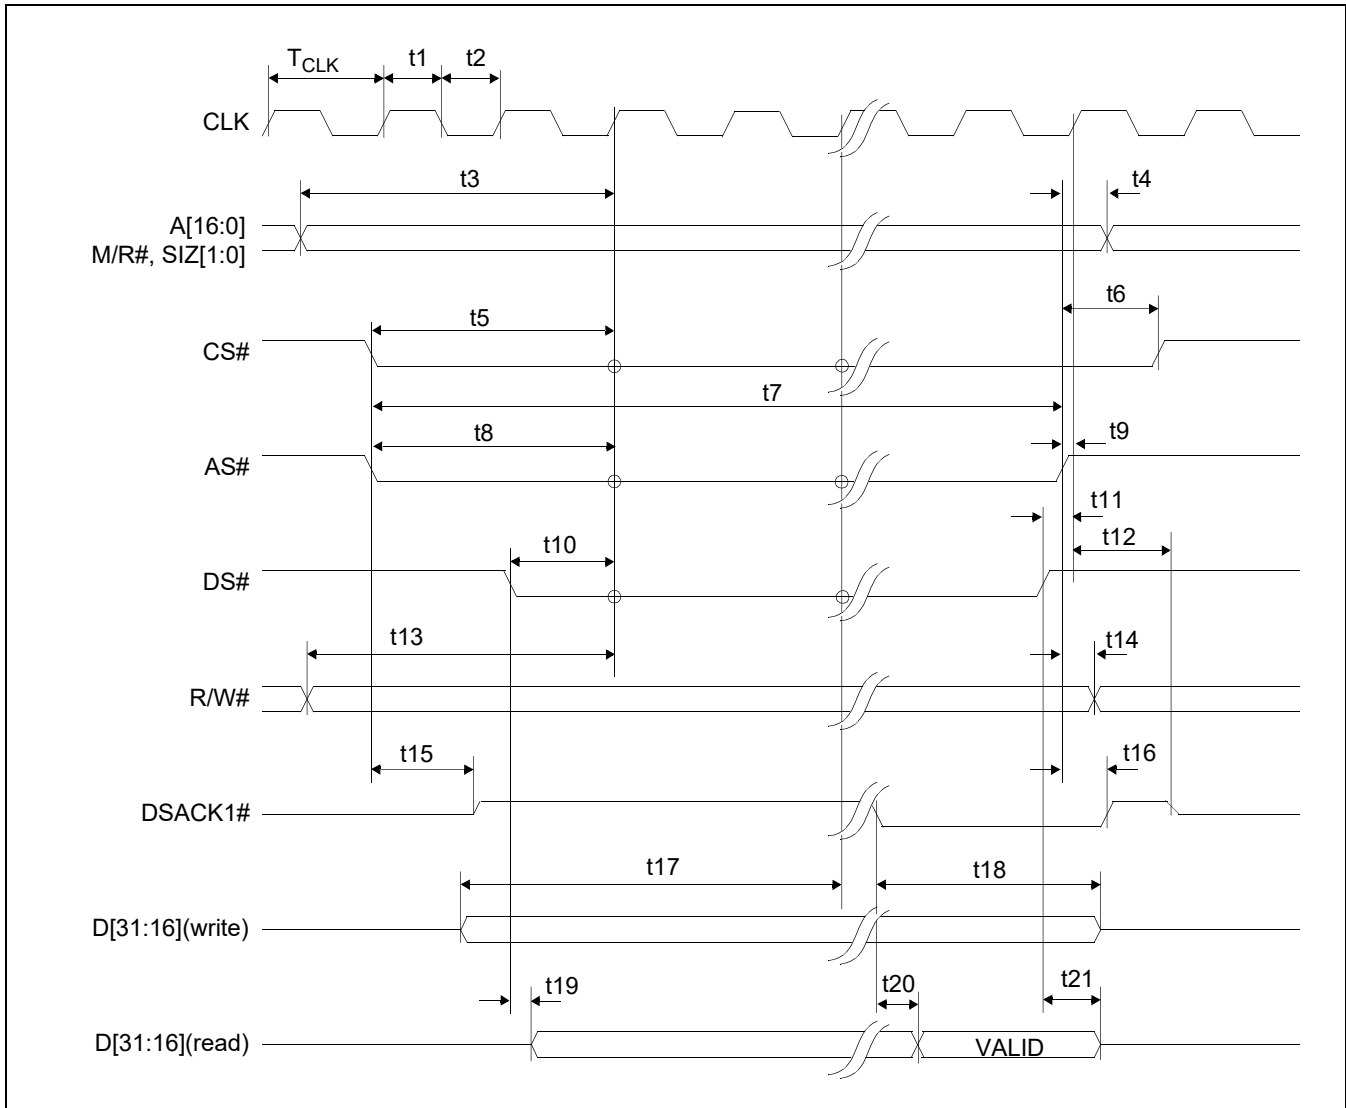 TCLK t1 t2
CLK
t3 t4
A[16:0]
M/R#, SIZ[1:0]
t6
t5
CS#
t7
t8 t9
AS#
t11
t10 t12
DS#
t13 t14
R/W#
t15 t16
DSACK1#
t17 t18
D[31:16](write)
t19 t20 t21
D[31:16](read) VALID